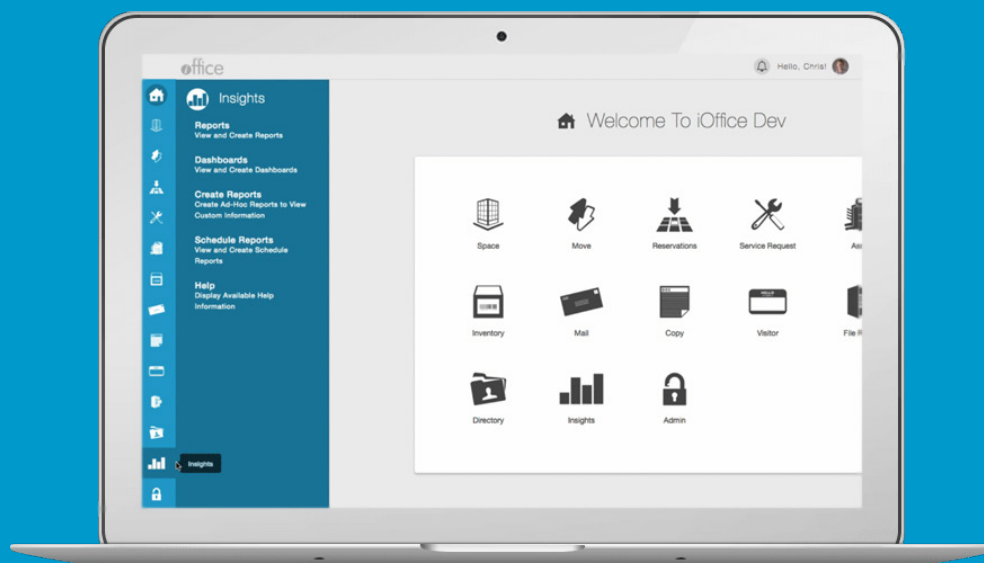 office
Hello, Chris!
Insights
Reports
View and Create Reports
Dashboards
View and Create Dashboards
Create Reports
Create Ad-Hoc Reports to View
Custom Information
Schedule Reports
View and Create Schedule
Reports
Help
Display Available Help
Information
Insights
Welcome To iOffice Dev
Space
Move
Reservations
Service Request
Inventory
Mail
Copy
HELLO
Visitor
File R
Directory
Insights
Admin